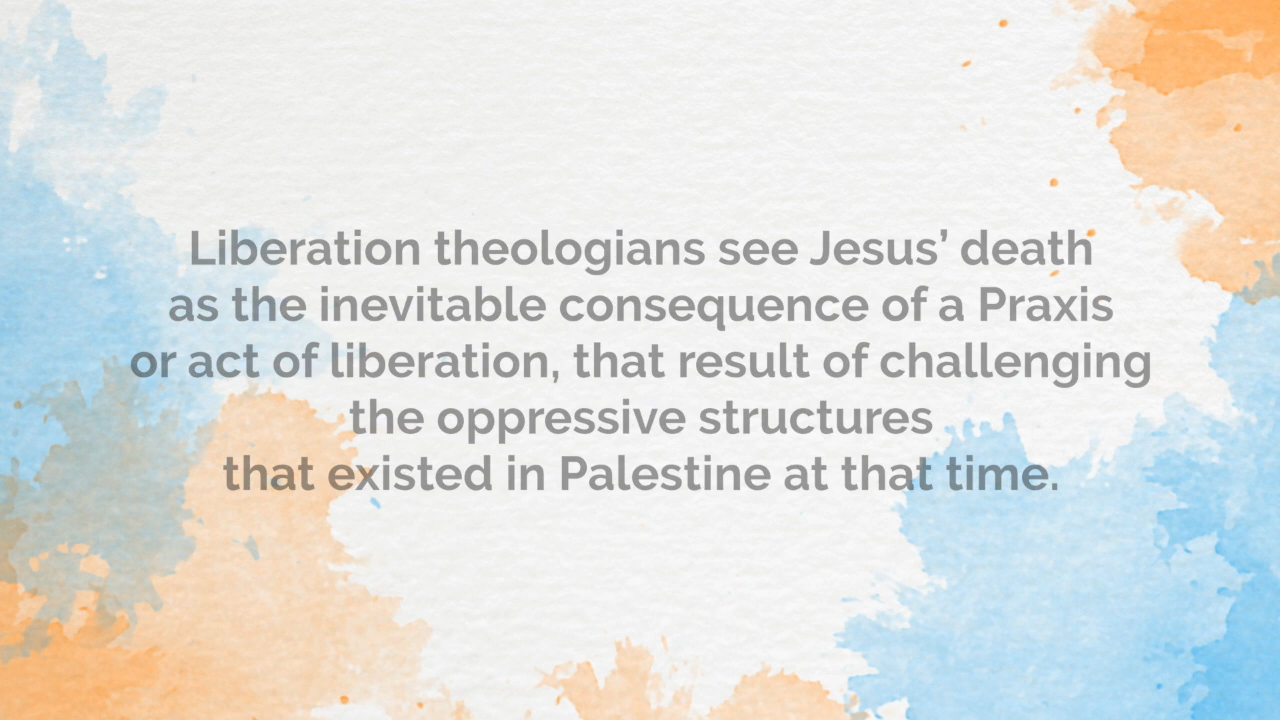 Liberation theologians see Jesus’ death
as the inevitable consequence of a Praxis
or act of liberation, that result of challenging
the oppressive structures
that existed in Palestine at that time.